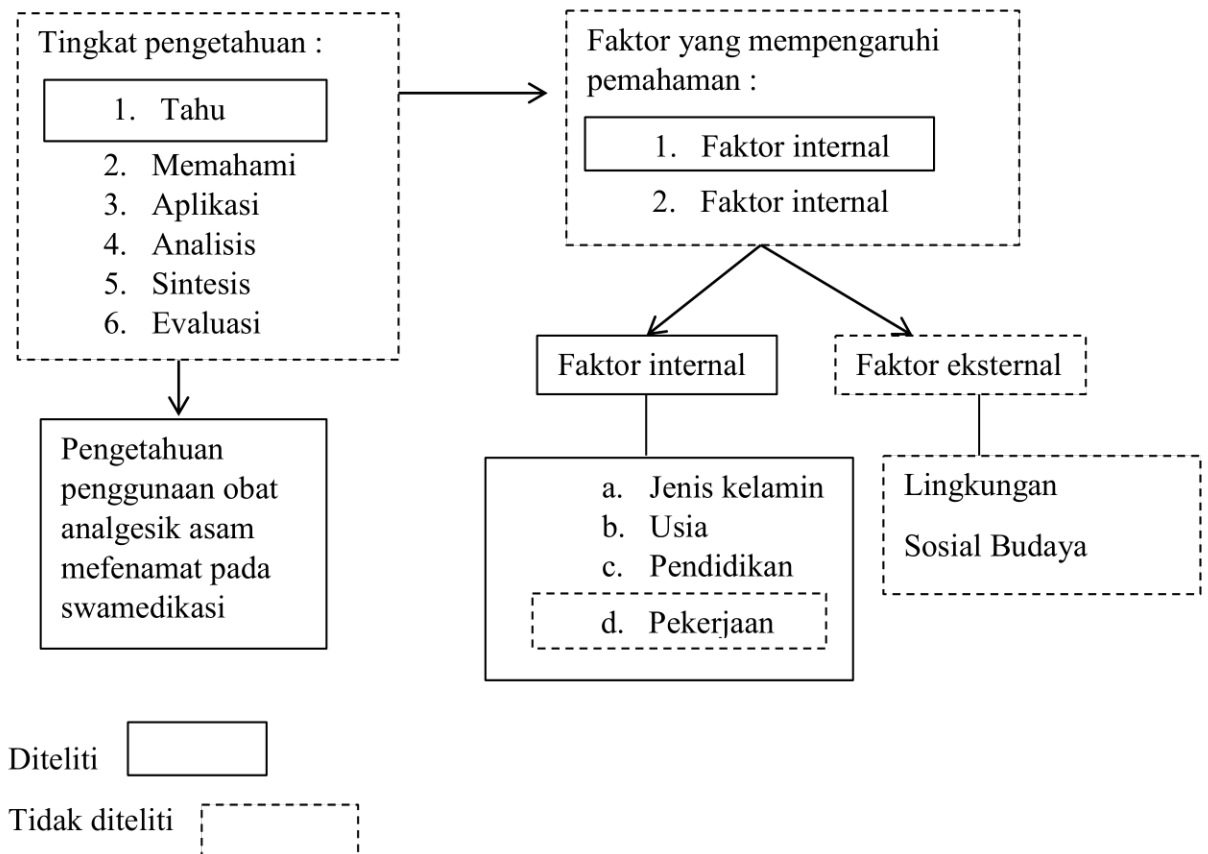 Tingkat pengetahuan :
1. Tahu
2. Memahami
3. Aplikasi
4. Analisis
5. Sintesis
6. Evaluasi
Faktor yang mempengaruhi
pemahaman :
1. Faktor internal
2. Faktor internal
Faktor internal
Faktor eksternal
Pengetahuan
penggunaan obat
analgesik asam
mefenamat pada
swamedikasi
a. Jenis kelamin
b. Usia
c. Pendidikan
d. Pekerjaan
Lingkungan
Sosial Budaya
Diteliti
Tidak diteliti